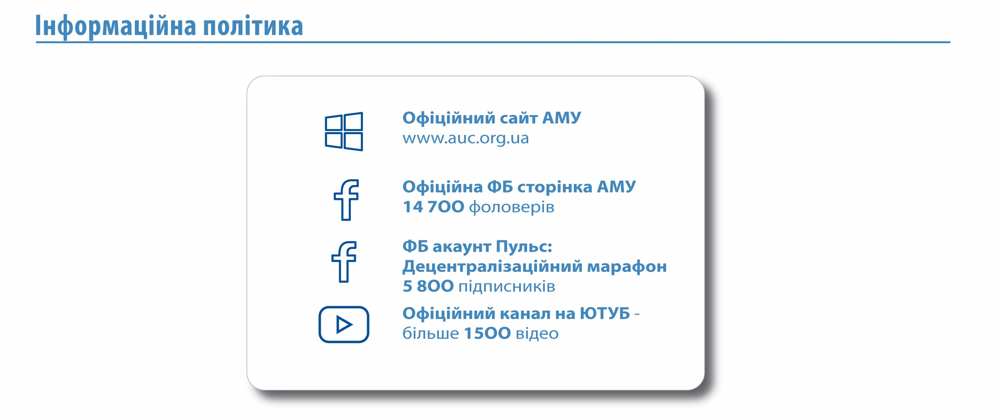 Інформаційна політика
Офіційний сайт АМУ
www.auc.org.ua
Офіційна ФБ сторінка АМУ
14 700 фоловерів
ФБ акаунт Пульс:
Децентралізаційний марафон
5 800 підписників
Офіційний канал на ЮТУБ -
більше 1500 відео